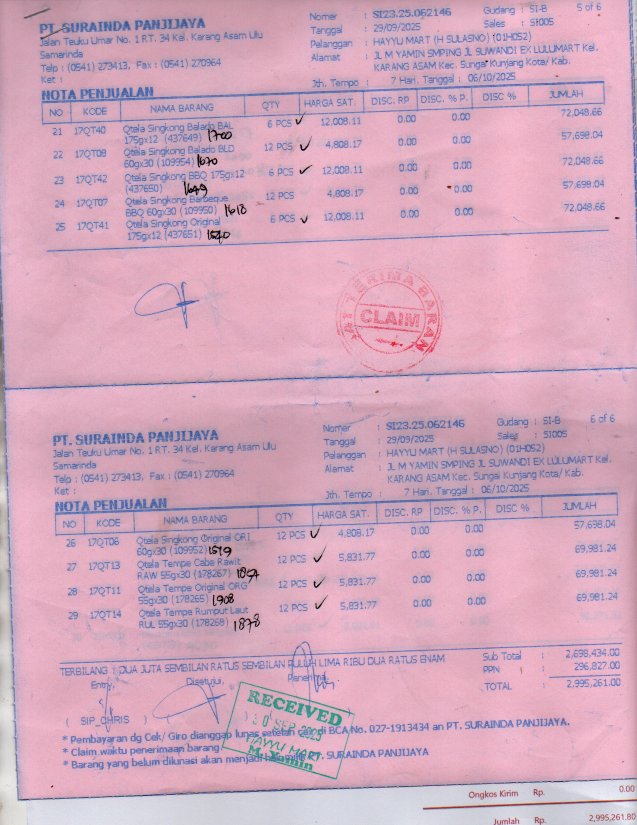 PT. SURAINDA PANJIJAYA
Jalan Teuku Umar No. 1 RT. 34 Kel. Karang Asam Ulu
Samarinda
Telp : (0541) 273413, Fax : (0541) 270964
Ket :
Nomor : SI23.25.062146 Gudang : SI-B 5 of 6
Tanggal : 29/09/2025 Sales : SI005
Pelanggan : HAYYU MART (H SULASNO) (01H052)
Alamat : JL M YAMIN SMPING JL SUWANDI EX LULUMART Kel.
KARANG ASAM Kec. Sungai Kunjang Kota/ Kab.
Jth. Tempo : 7 Hari. Tanggal : 06/10/2025
NOTA PENJUALAN
NO KODE NAMA BARANG QTY HARGA SAT. DISC. RP DISC. % P. DISC % JUMLAH
21 17QT40 Qtela Singkong Balado BAL 6 PCS ✓ 12,008.11 0.00 0.00 72,048.66
175gx12 (437649) 1700
22 17QT08 Qtela Singkong Balado BLD 12 PCS ✓ 4,808.17 0.00 0.00 57,698.04
60gx30 (109954) 1670
23 17QT42 Qtela Singkong BBQ 175gx12 6 PCS ✓ 12,008.11 0.00 0.00 72,048.66
(437650) 1649
24 17QT07 Qtela Singkong Barbeque 12 PCS 4,808.17 0.00 0.00 57,698.04
BBQ 60gx30 (109950) 1618
25 17QT41 Qtela Singkong Original 6 PCS ✓ 12,008.11 0.00 0.00 72,048.66
175gx12 (437651) 1540
TERIMA BARAN
CLAIM
PT. SURAINDA PANJIJAYA
Jalan Teuku Umar No. 1 RT. 34 Kel. Karang Asam Ulu
Samarinda
Telp : (0541) 273413, Fax : (0541) 270964
Ket :
Nomor : SI23.25.062146 Gudang : SI-B 6 of 6
Tanggal : 29/09/2025 Sales : SI005
Pelanggan : HAYYU MART (H SULASNO) (01H052)
Alamat : JL M YAMIN SMPING JL SUWANDI EX LULUMART Kel.
KARANG ASAM Kec. Sungai Kunjang Kota/ Kab.
Jth. Tempo : 7 Hari. Tanggal : 06/10/2025
NOTA PENJUALAN
NO KODE NAMA BARANG QTY HARGA SAT. DISC. RP DISC. % P. DISC % JUMLAH
26 17QT06 Qtela Singkong Original ORI 12 PCS ✓ 4,808.17 0.00 0.00 57,698.04
60gx30 (109952) 1519
27 17QT13 Qtela Tempe Cabe Rawit 12 PCS ✓ 5,831.77 0.00 0.00 69,981.24
RAW 55gx30 (178267)
28 17QT11 Qtela Tempe Original ORG 12 PCS ✓ 5,831.77 0.00 0.00 69,981.24
55gx30 (178265) 1908
29 17QT14 Qtela Tempe Rumput Laut 12 PCS ✓ 5,831.77 0.00 0.00 69,981.24
RUL 55gx30 (178268) 1878
TERBILANG : DUA JUTA SEMBILAN RATUS SEMBILAN PULUH LIMA RIBU DUA RATUS ENAM
Sub Total : 2,698,434.00
PPN : 296,827.00
TOTAL : 2,995,261.00
Entry, Disetujui, Penerima,
( SIP_CHRIS ) (
RECEIVED
30 SEP 2025
HAYYU MART
M. Yamin
* Pembayaran dg Cek/ Giro dianggap lunas setelah cair di BCA No. 027-1913434 an PT. SURAINDA PANJIJAYA.
* Claim waktu penerimaan barang
* Barang yang belum dilunasi akan menjadi PT. SURAINDA PANJIJAYA
Ongkos Kirim Rp. 0.00
Jumlah Rp. 2,995,261.80